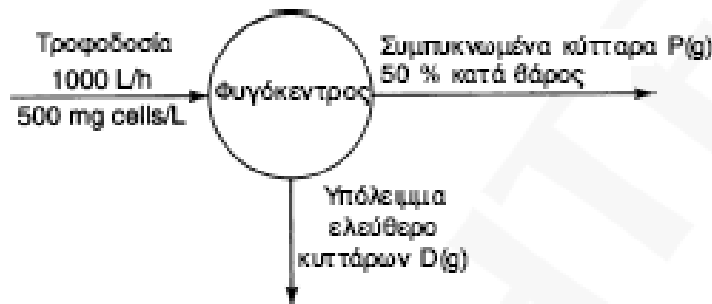 Τροφοδοσία
1000 L/h
500 mg cells/L
Φυγόκεντρος
Συμπυκνωμένα κύτταρα P(g)
50 % κατά βάρος
Υπόλειμμα
ελεύθερο
κυττάρων D(g)